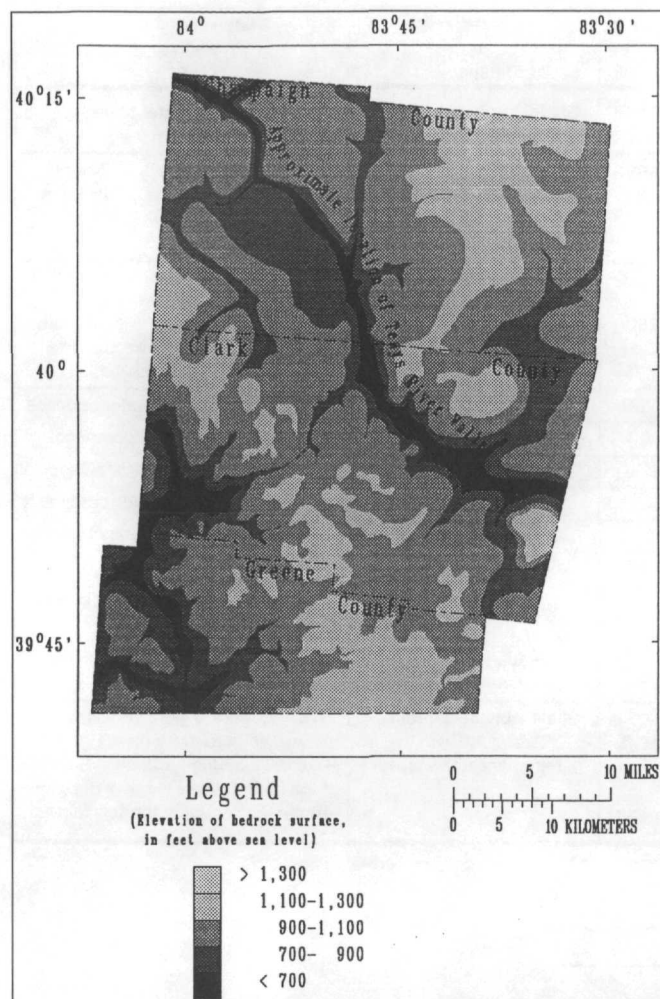 84° 83°45' 83°30'
40°15'
Champaign
County
Approximate location of Teays River Valley
Clark
40°
County
Greene
County
39°45'
0 5 10 MILES
0 5 10 KILOMETERS
Legend
(Elevation of bedrock surface,
in feet above sea level)
> 1,300
1,100-1,300
900-1,100
700- 900
< 700